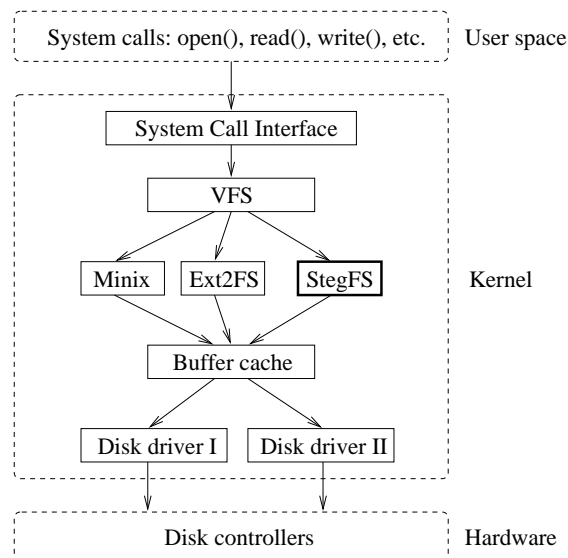 System calls: open(), read(), write(), etc.
User space
System Call Interface
VFS
Minix
Ext2FS
StegFS
Kernel
Buffer cache
Disk driver I
Disk driver II
Disk controllers
Hardware